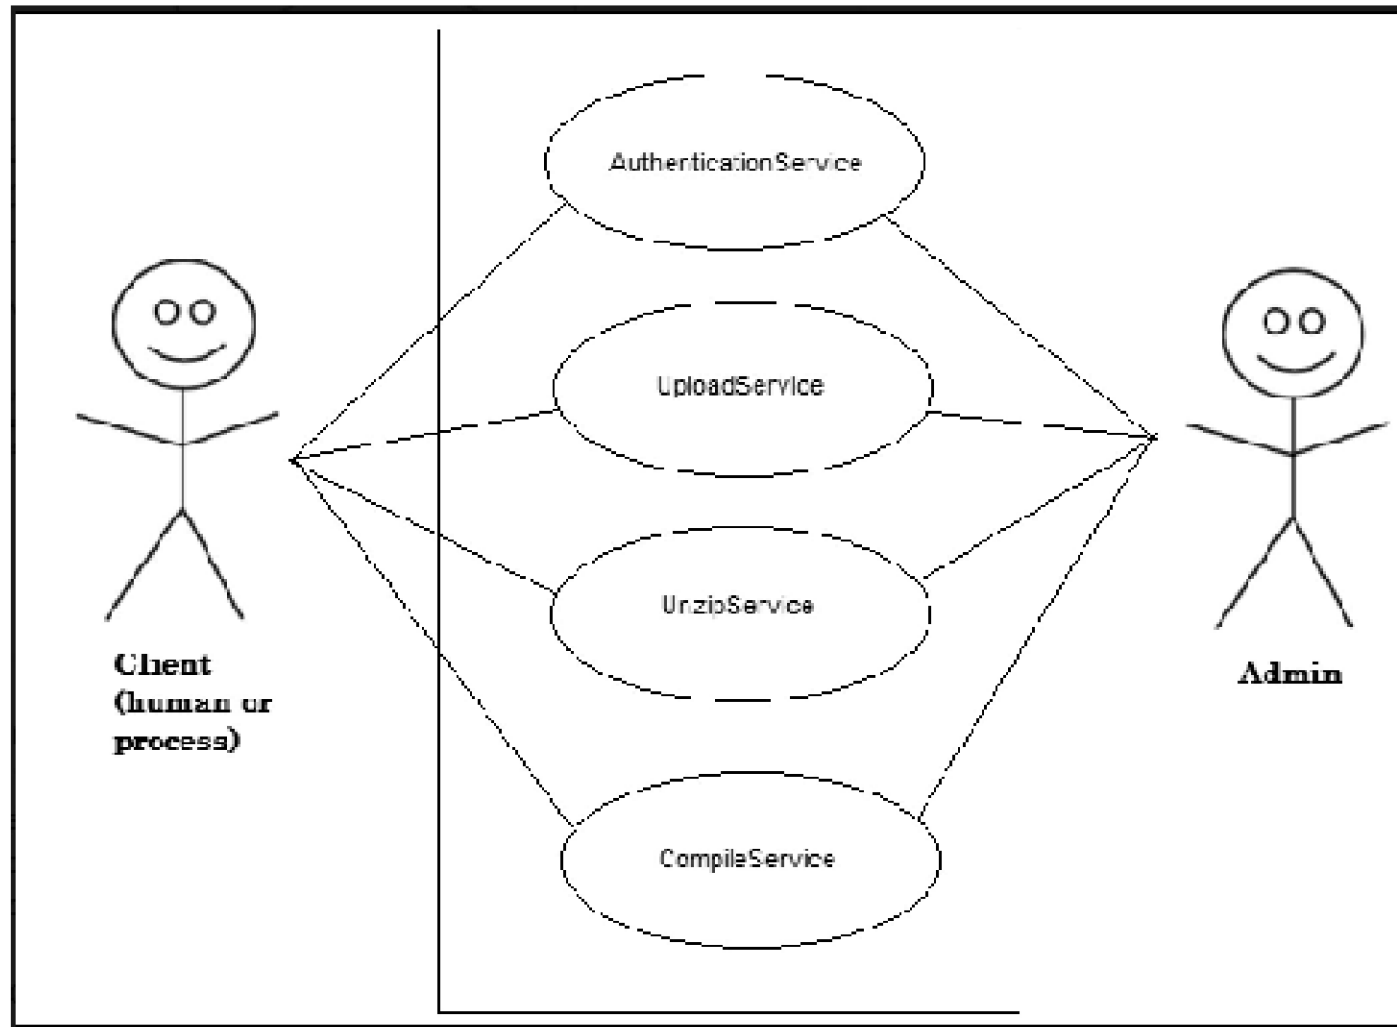 AuthenticationService
UploadService
UnzipService
CompileService
Client
(human or
process)
Admin